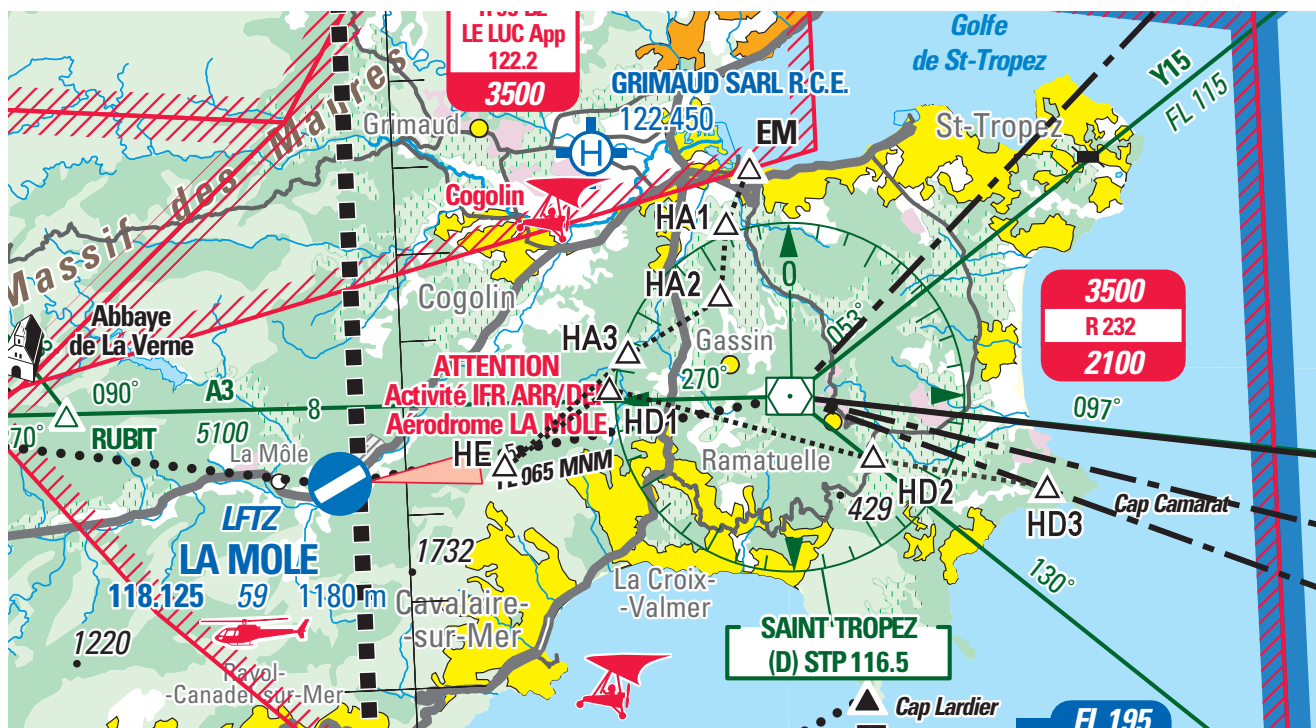 LE LUC App
122.2
3500
Golfe
de St-Tropez
Y15
FL 115
GRIMAUD SARL R.C.E.
122.450
H
Grimaud
EM
St-Tropez
Massif des Maures
Cogolin
HA1
HA2
0
Cogolin
HA3
Gassin
053°
3500
R 232
2100
Abbaye
de La Verne
ATTENTION
Activité IFR ARR/DE
Aérodrome LA MOLE
090°
A3
8
270°
097°
RUBIT
5100
70°
La Môle
HE
HD1
065 MNM
Ramatuelle
429
HD2
HD3
Cap Camarat
LFTZ
LA MOLE
118.125 59 1180 m
1732
1220
Cavalaire-
-sur-Mer
La Croix-
-Valmer
130°
SAINT TROPEZ
(D) STP 116.5
Rayol-
-Canadel-sur-Mer
Cap Lardier
FL 195